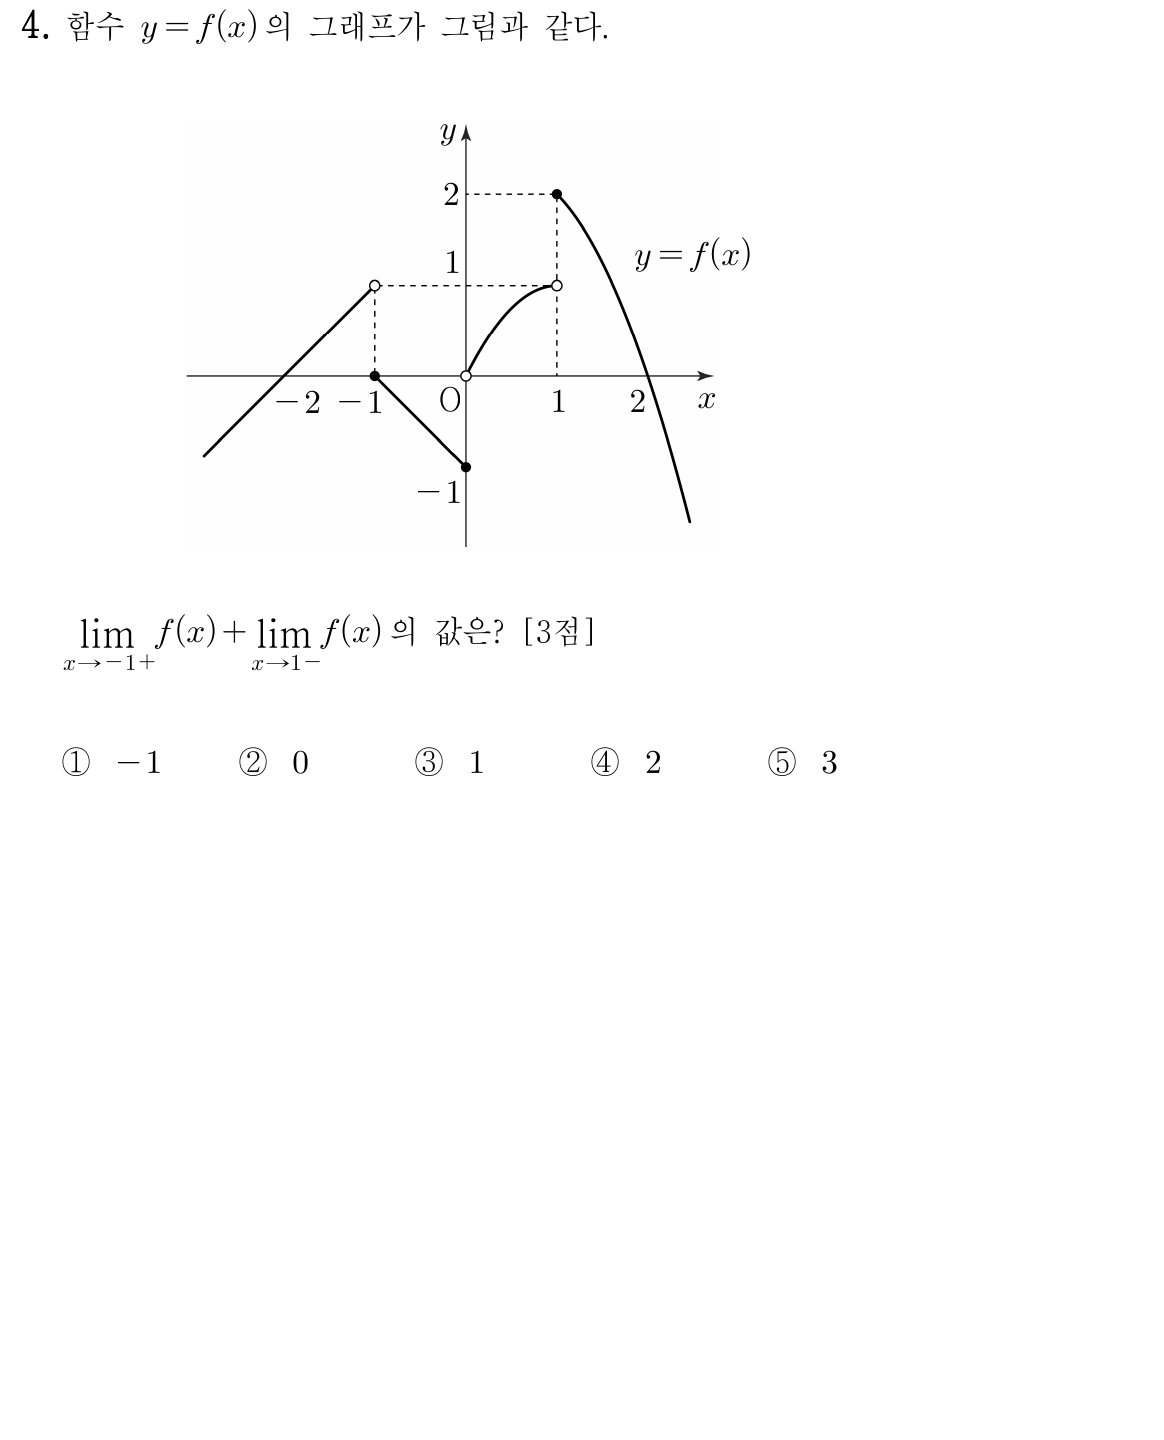 4. 함수 y=f(x)의 그래프가 그림과 같다.
y
2
1
y=f(x)
−2 −1 O 1 2 x
−1
lim f(x)+lim f(x)의 값은? [3점]
x→−1+ x→1−
① −1 ② 0 ③ 1 ④ 2 ⑤ 3